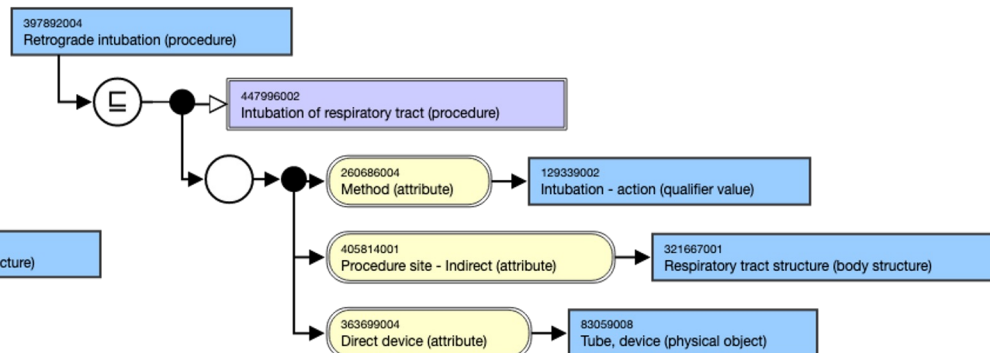 397892004
Retrograde intubation (procedure)
⊑
447996002
Intubation of respiratory tract (procedure)
260686004
Method (attribute)
129339002
Intubation - action (qualifier value)
cture)
405814001
Procedure site - Indirect (attribute)
321667001
Respiratory tract structure (body structure)
363699004
Direct device (attribute)
83059008
Tube, device (physical object)